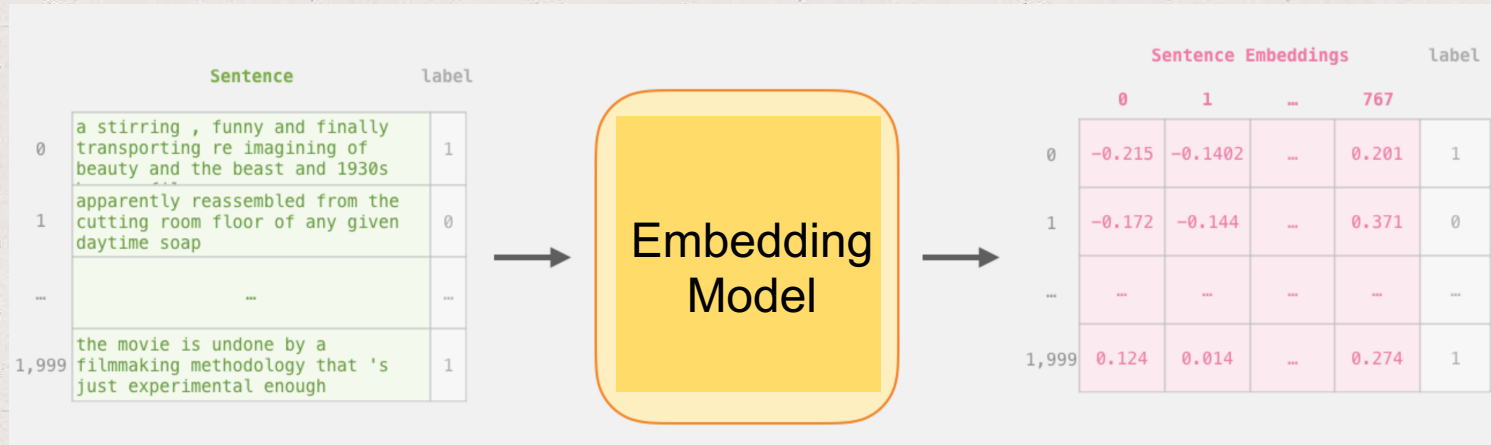 Sentence label
0 a stirring , funny and finally
transporting re imagining of
beauty and the beast and 1930s
1
1 apparently reassembled from the
cutting room floor of any given
daytime soap
0
… … …
1,999 the movie is undone by a
filmmaking methodology that 's
just experimental enough
1
Embedding
Model
Sentence Embeddings label
0 1 … 767
0 -0.215 -0.1402 … 0.201 1
1 -0.172 -0.144 … 0.371 0
… … … … … …
1,999 0.124 0.014 … 0.274 1